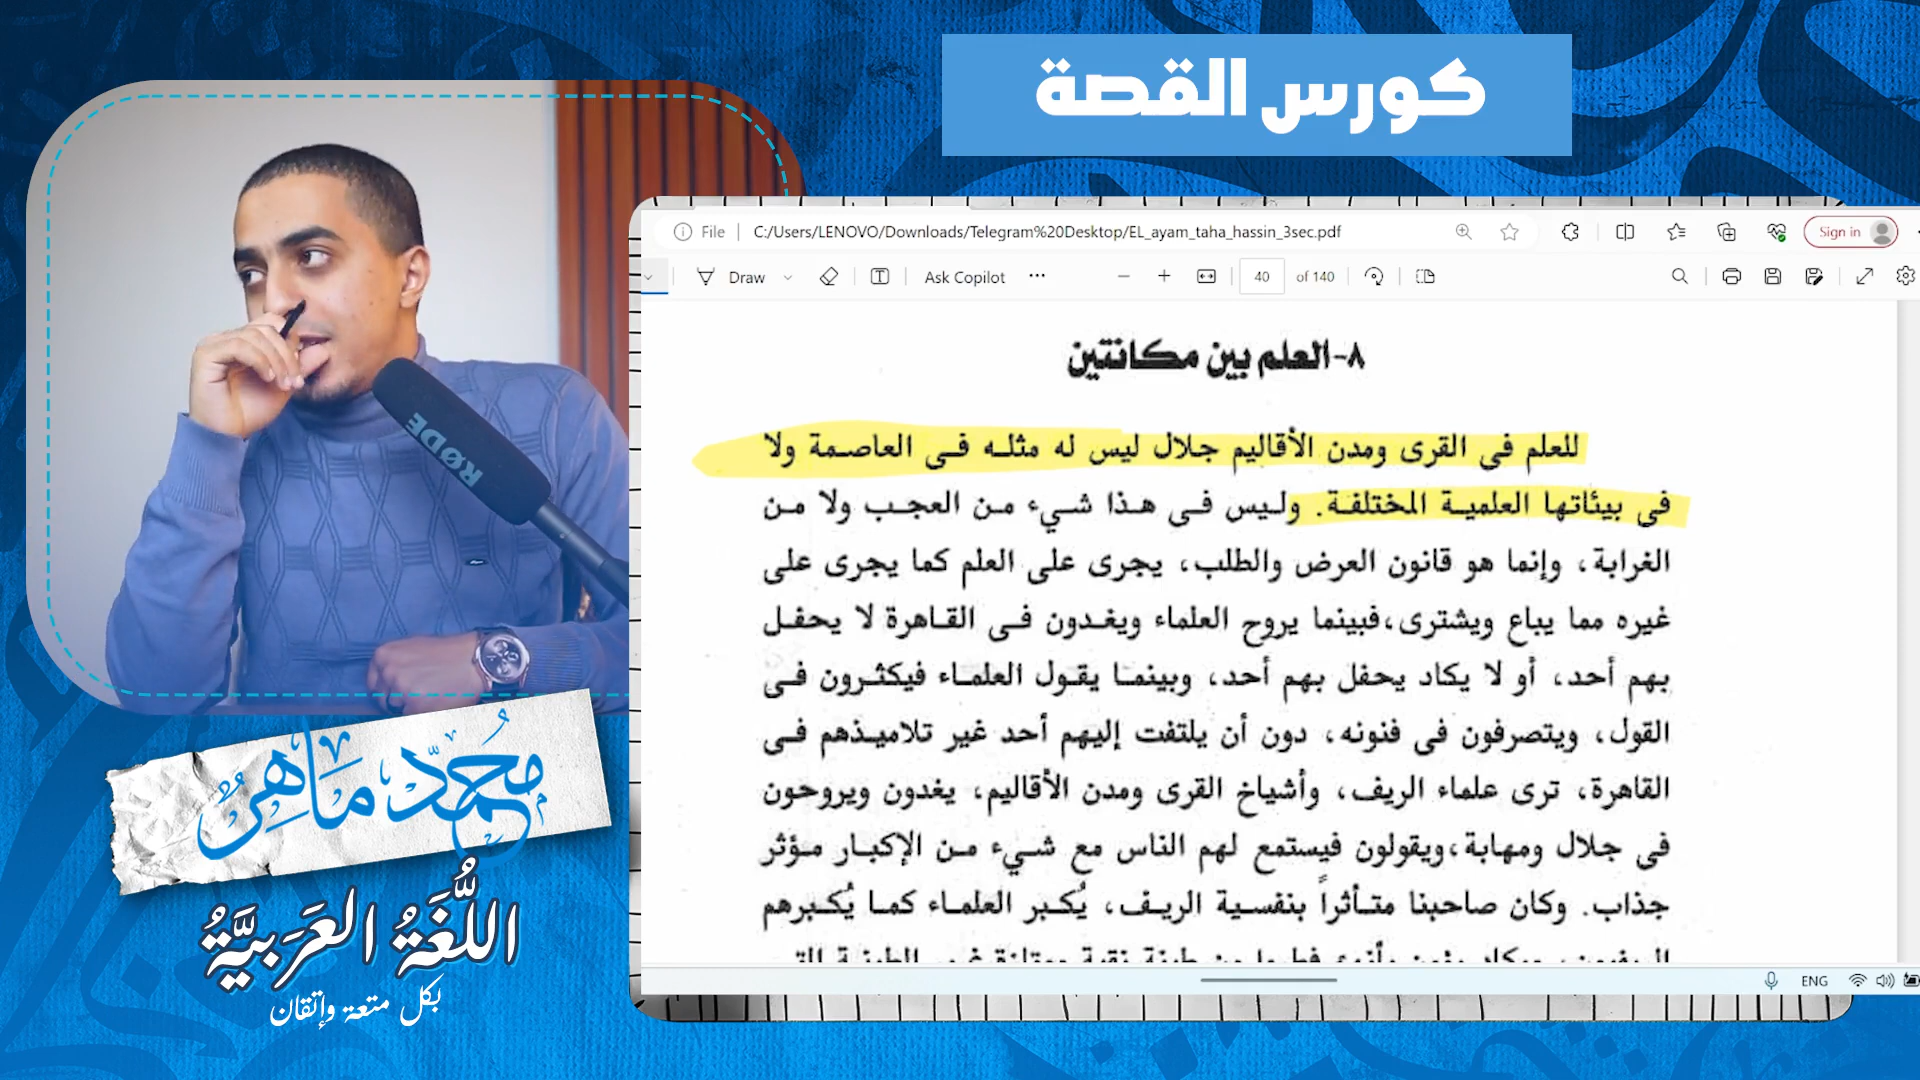 كورس القصة
File
C:/Users/LENOVO/Downloads/Telegram%20Desktop/EL_ayam_taha_hassin_3sec.pdf
Sign in
Draw
Ask Copilot
40 of 140
٨-العلم بين مكانتين
للعلم فى القرى ومدن الأقاليم جلال ليس له مثله فى العاصمة ولا
فى بيئاتها العلمية المختلفة. وليس فى هذا شيء من العجب ولا من
الغرابة، وإنما هو قانون العرض والطلب، يجرى على العلم كما يجرى على
غيره مما يباع ويشترى،فبينما يروح العلماء ويغدون فى القاهرة لا يحفل
بهم أحد، أو لا يكاد يحفل بهم أحد، وبينما يقول العلماء فيكثرون فى
القول، ويتصرفون فى فنونه، دون أن يلتفت إليهم أحد غير تلاميذهم فى
القاهرة، ترى علماء الريف، وأشياخ القرى ومدن الأقاليم، يغدون ويروحون
فى جلال ومهابة،ويقولون فيستمع لهم الناس مع شيء من الإكبار مؤثر
جذاب. وكان صاحبنا متأثراً بنفسية الريف، يُكبر العلماء كما يُكبرهم
ENG
RØDE
مُحمّد مَاهِرٌ
اللُّغَةُ العَرَبِيَّةُ
بكل متعة وإتقان